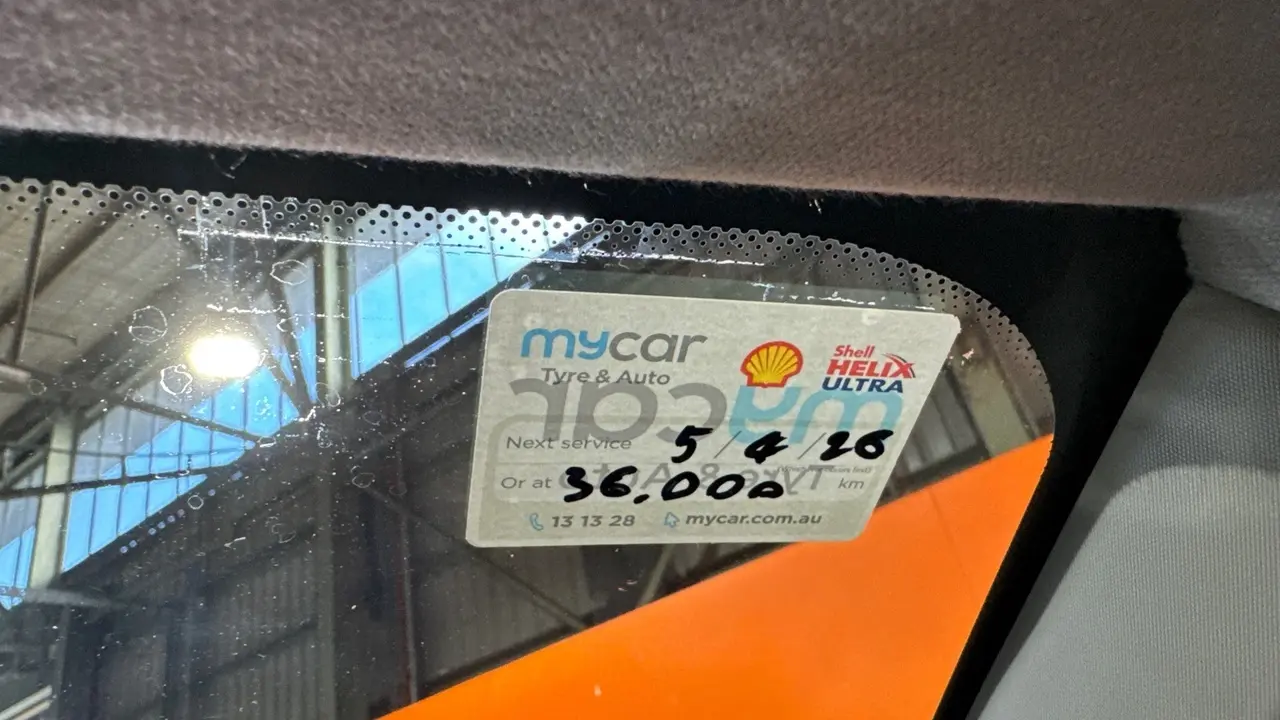 mycar
Tyre & Auto
Shell
HELIX
ULTRA
Next service 5/4/26
Or at 36,000 km
13 13 28 mycar.com.au